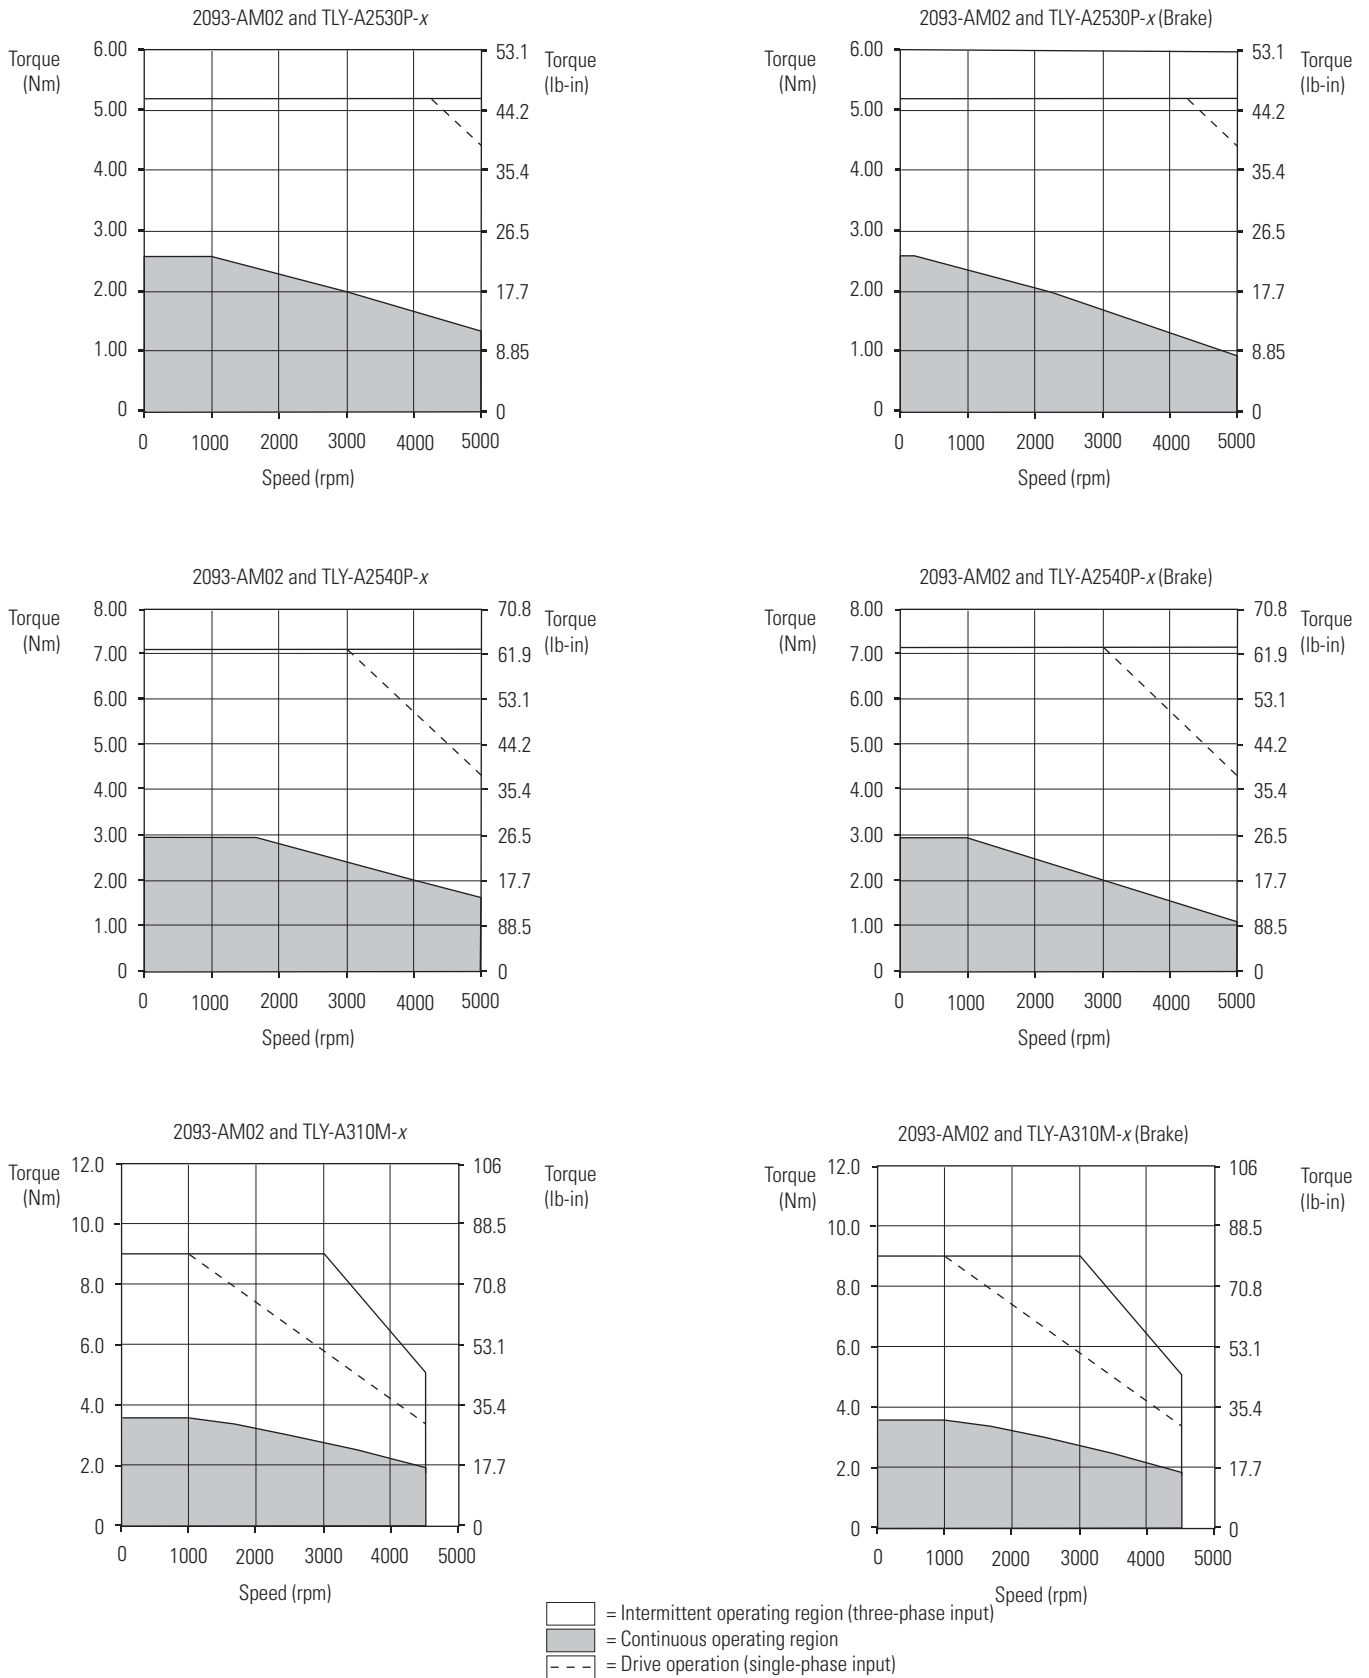 2093-AM02 and TLY-A2530P-x
Torque
(Nm)
6.00
5.00
4.00
3.00
2.00
1.00
0
53.1
44.2
35.4
26.5
17.7
8.85
0
Torque
(lb-in)
0 1000 2000 3000 4000 5000
Speed (rpm)
2093-AM02 and TLY-A2530P-x (Brake)
Torque
(Nm)
6.00
5.00
4.00
3.00
2.00
1.00
0
53.1
44.2
35.4
26.5
17.7
8.85
0
Torque
(lb-in)
0 1000 2000 3000 4000 5000
Speed (rpm)
2093-AM02 and TLY-A2540P-x
Torque
(Nm)
8.00
7.00
6.00
5.00
4.00
3.00
2.00
1.00
0
70.8
61.9
53.1
44.2
35.4
26.5
17.7
88.5
0
Torque
(lb-in)
0 1000 2000 3000 4000 5000
Speed (rpm)
2093-AM02 and TLY-A2540P-x (Brake)
Torque
(Nm)
8.00
7.00
6.00
5.00
4.00
3.00
2.00
1.00
0
70.8
61.9
53.1
44.2
35.4
26.5
17.7
88.5
0
Torque
(lb-in)
0 1000 2000 3000 4000 5000
Speed (rpm)
2093-AM02 and TLY-A310M-x
Torque
(Nm)
12.0
10.0
8.0
6.0
4.0
2.0
0
106
88.5
70.8
53.1
35.4
17.7
0
Torque
(lb-in)
0 1000 2000 3000 4000 5000
Speed (rpm)
2093-AM02 and TLY-A310M-x (Brake)
Torque
(Nm)
12.0
10.0
8.0
6.0
4.0
2.0
0
106
88.5
70.8
53.1
35.4
17.7
0
Torque
(lb-in)
0 1000 2000 3000 4000 5000
Speed (rpm)
= Intermittent operating region (three-phase input)
= Continuous operating region
= Drive operation (single-phase input)